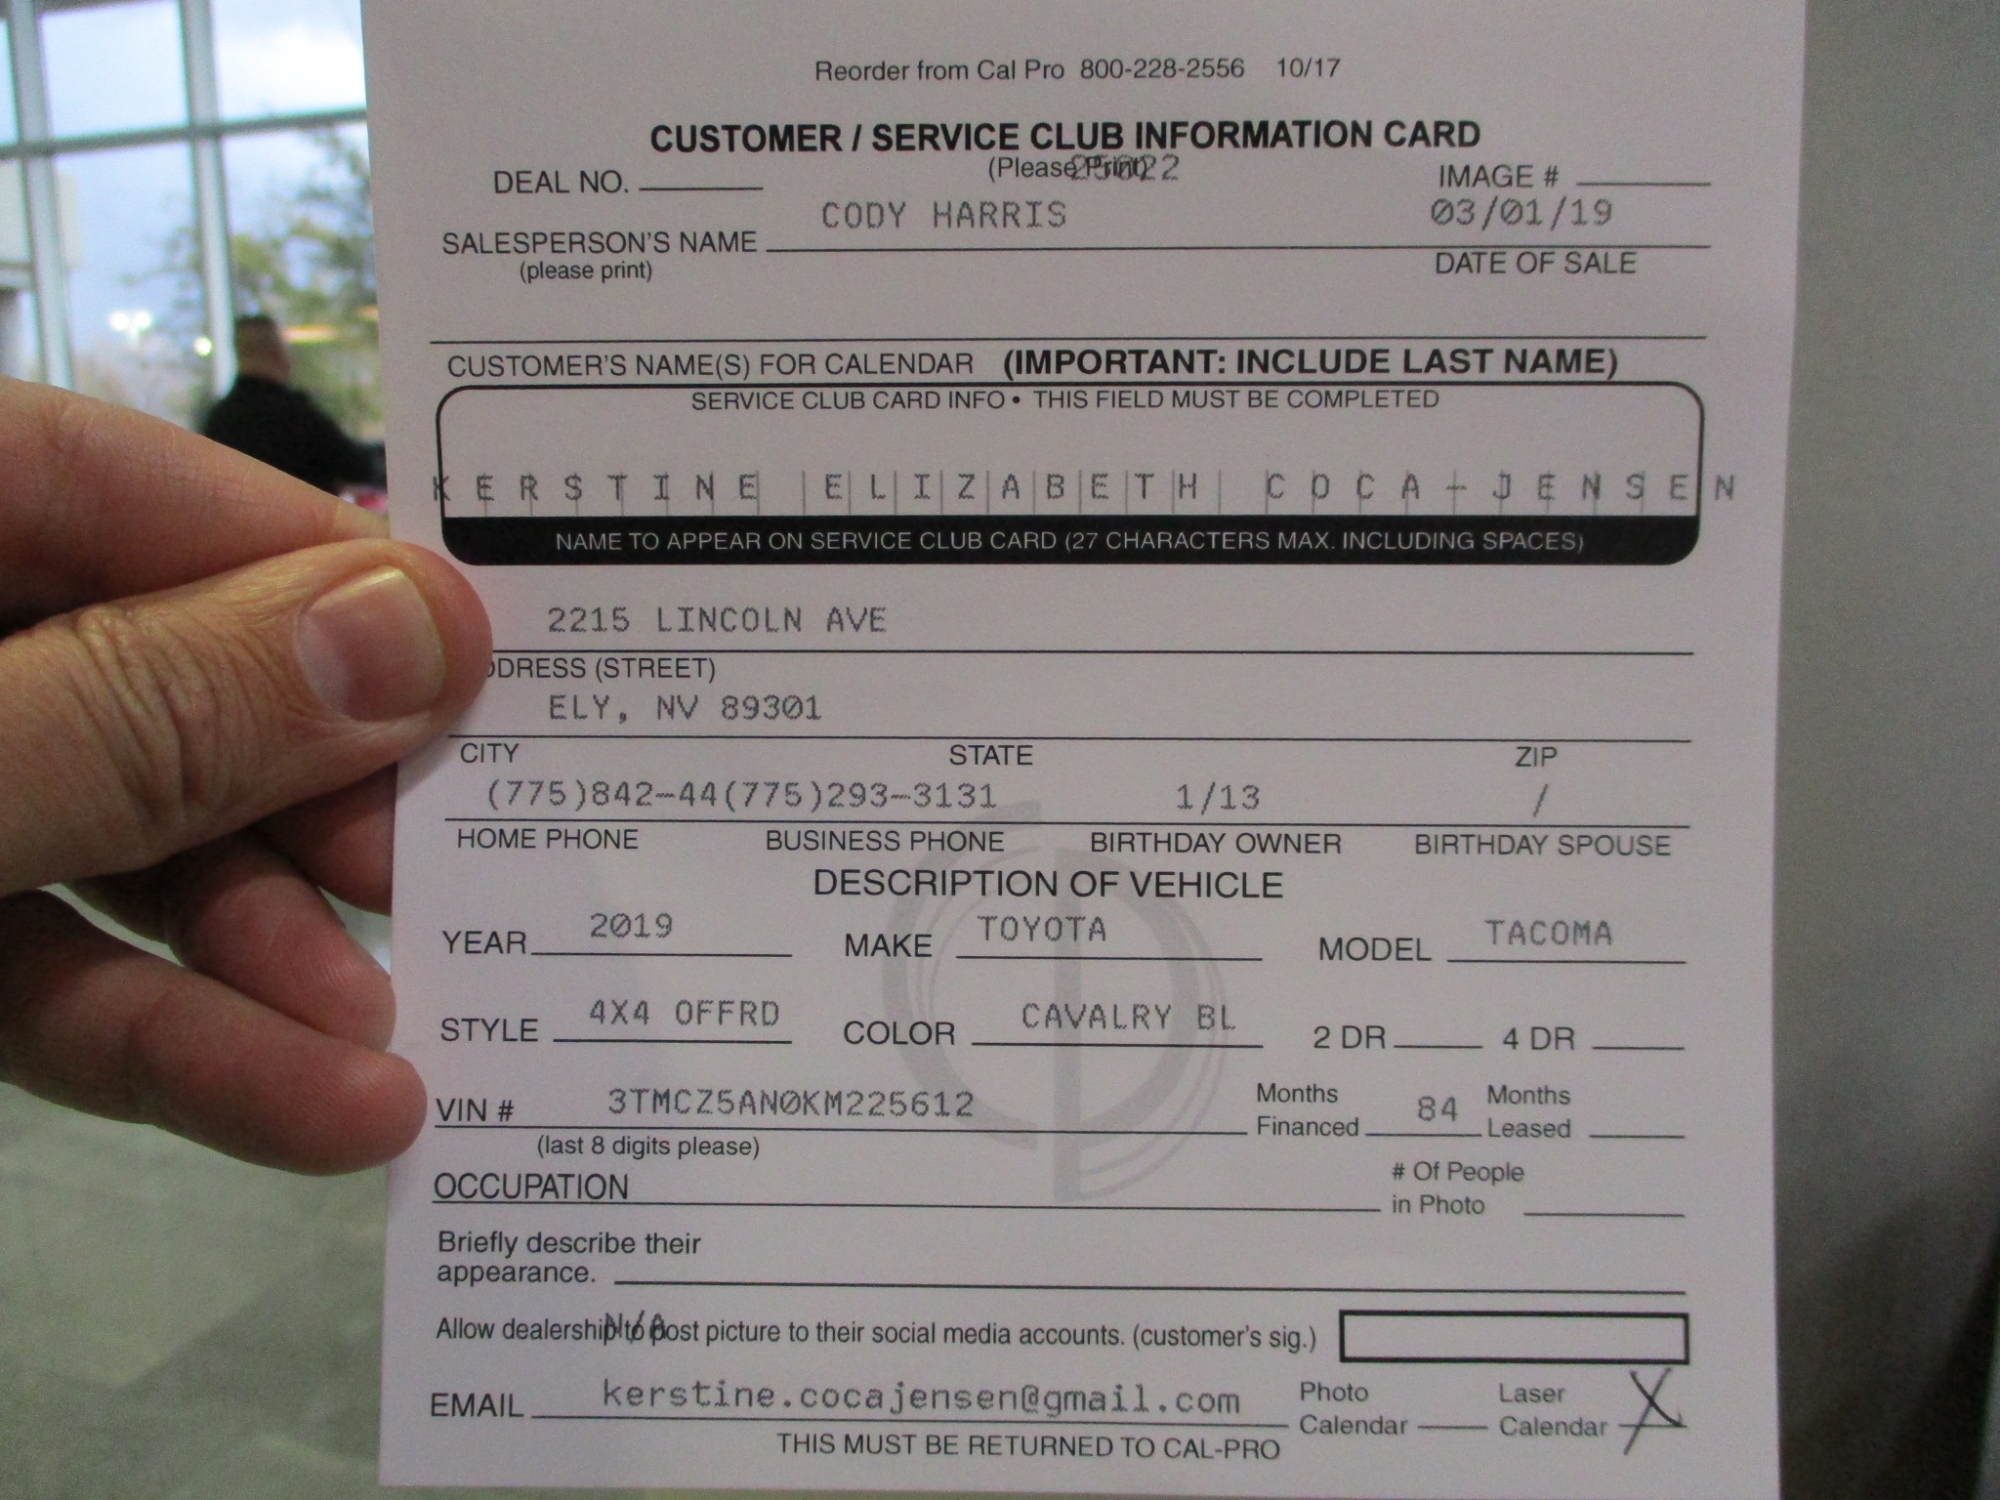 Reorder from Cal Pro 800-228-2556 10/17
CUSTOMER / SERVICE CLUB INFORMATION CARD
(Please Print) 25022
DEAL NO. IMAGE #
CODY HARRIS 03/01/19
SALESPERSON'S NAME
(please print) DATE OF SALE
CUSTOMER'S NAME(S) FOR CALENDAR (IMPORTANT: INCLUDE LAST NAME)
SERVICE CLUB CARD INFO • THIS FIELD MUST BE COMPLETED
KERSTINE ELIZABETH COCA-JENSEN
NAME TO APPEAR ON SERVICE CLUB CARD (27 CHARACTERS MAX. INCLUDING SPACES)
2215 LINCOLN AVE
DDRESS (STREET)
ELY, NV 89301
CITY STATE ZIP
(775)842-44(775)293-3131 1/13 /
HOME PHONE BUSINESS PHONE BIRTHDAY OWNER BIRTHDAY SPOUSE
DESCRIPTION OF VEHICLE
YEAR 2019 MAKE TOYOTA MODEL TACOMA
STYLE 4X4 OFFRD COLOR CAVALRY BL 2 DR 4 DR
VIN # 3TMCZ5AN0KM225612 Months Financed 84 Months Leased
(last 8 digits please)
OCCUPATION # Of People in Photo
Briefly describe their
appearance.
N/A
Allow dealership to post picture to their social media accounts. (customer's sig.)
EMAIL kerstine.cocajensen@gmail.com Photo Calendar Laser Calendar X
THIS MUST BE RETURNED TO CAL-PRO